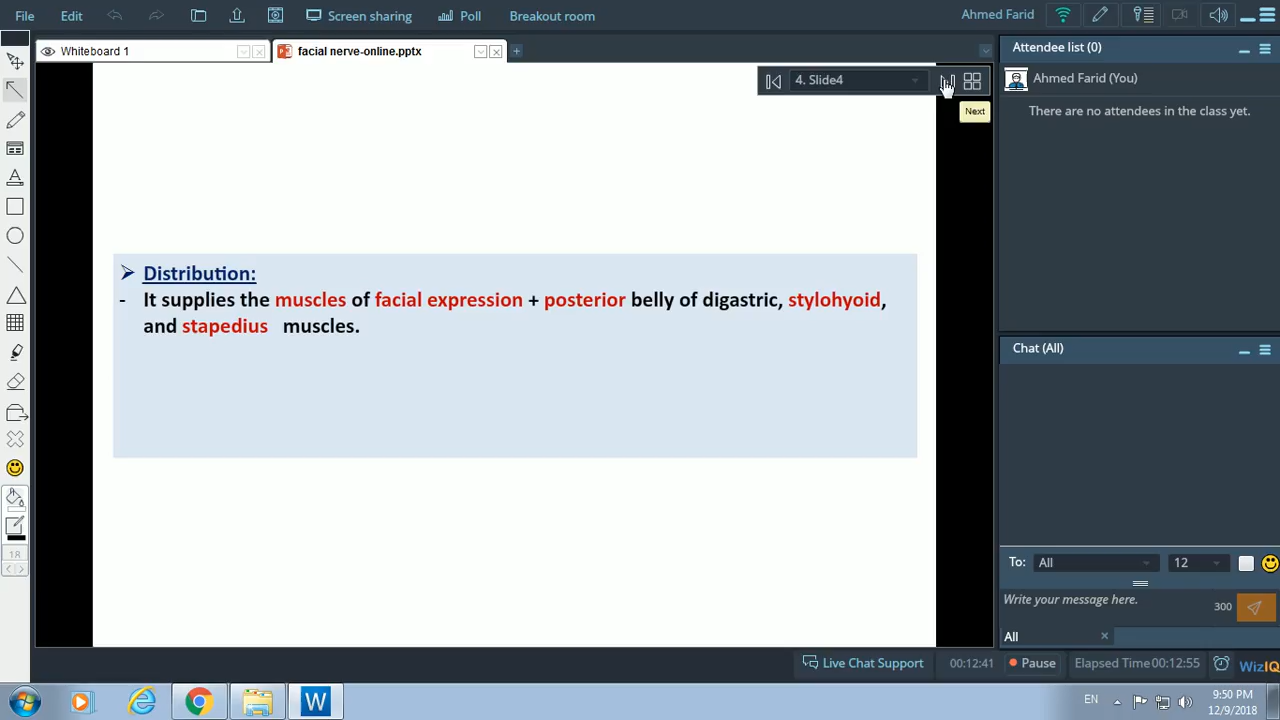 File Edit Screen sharing Poll Breakout room Ahmed Farid
Whiteboard 1 facial nerve-online.pptx
Attendee list (0)
4. Slide4
Ahmed Farid (You)
Next
There are no attendees in the class yet.
Distribution:
- It supplies the muscles of facial expression + posterior belly of digastric, stylohyoid,
and stapedius muscles.
Chat (All)
To: All 12
Write your message here.
300
All
Live Chat Support 00:12:41 Pause Elapsed Time 00:12:55 WizIQ
EN 9:50 PM
12/9/2018